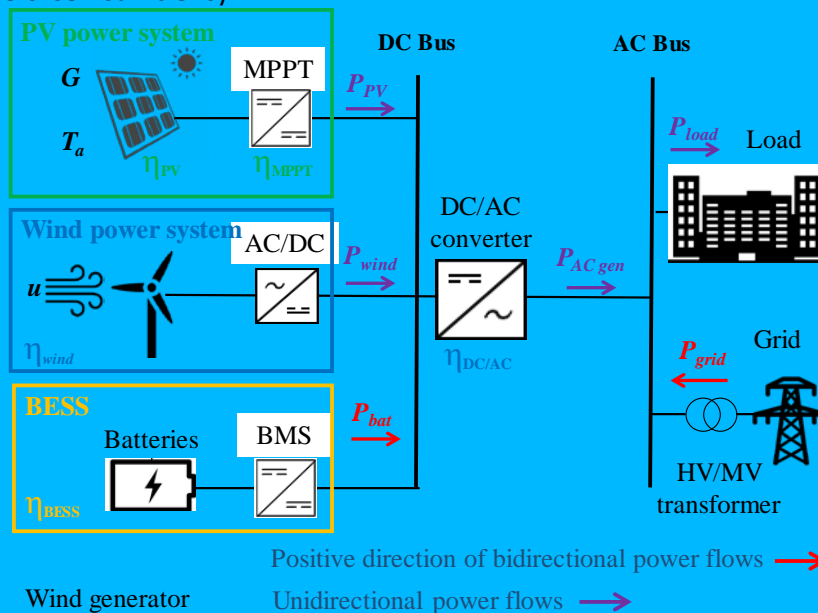 PV power system
DC Bus
AC Bus
G
MPPT
P_PV
P_load
Load
T_a
η_PV
η_MPPT
Wind power system
AC/DC
DC/AC
converter
P_wind
P_AC gen
u
η_wind
η_DC/AC
P_grid
Grid
BESS
P_bat
Batteries
BMS
HV/MV
transformer
η_BESS
Positive direction of bidirectional power flows
Wind generator
Unidirectional power flows